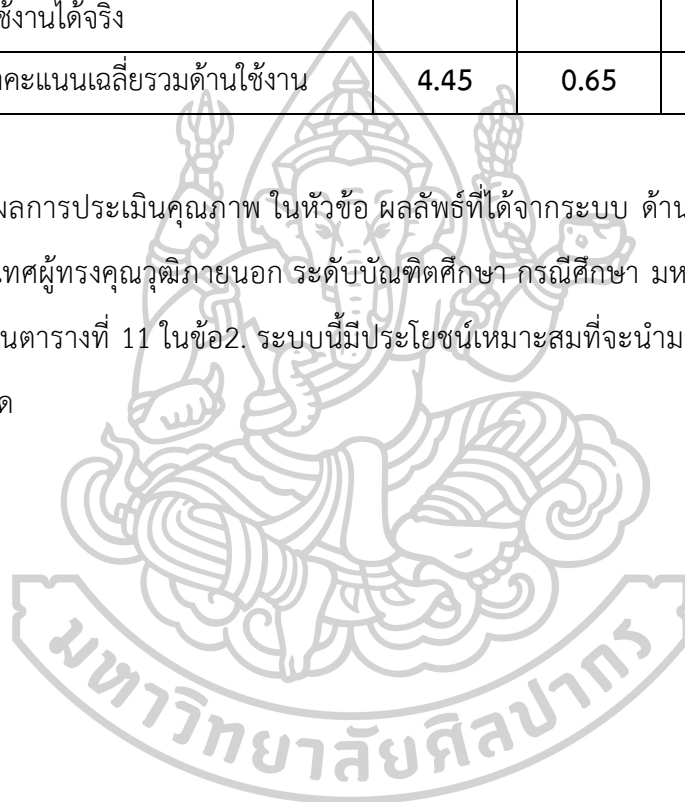 ช้งานได้จริง
าคะแนนเฉลี่ยรวมด้านใช้งาน 4.45 0.65
ผลการประเมินคุณภาพ ในหัวข้อ ผลลัพธ์ที่ได้จากระบบ ด้าน
เทศผู้ทรงคุณวุฒิภายนอก ระดับบัณฑิตศึกษา กรณีศึกษา มห
นตารางที่ 11 ในข้อ2. ระบบนี้มีประโยชน์เหมาะสมที่จะนำม
ด
มหาวิทยาลัยศิลปากร